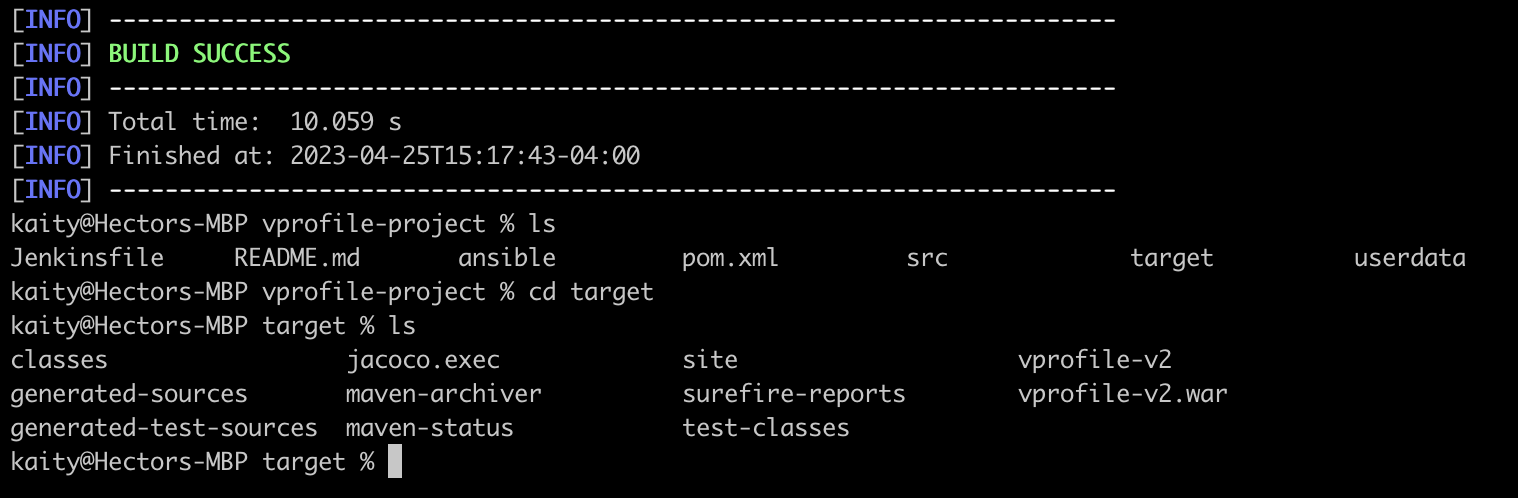 [INFO] ------------------------------------------------------------------------
[INFO] BUILD SUCCESS
[INFO] ------------------------------------------------------------------------
[INFO] Total time:  10.059 s
[INFO] Finished at: 2023-04-25T15:17:43-04:00
[INFO] ------------------------------------------------------------------------
kaity@Hectors-MBP vprofile-project % ls
Jenkinsfile     README.md       ansible         pom.xml         src             target          userdata
kaity@Hectors-MBP vprofile-project % cd target
kaity@Hectors-MBP target % ls
classes                 jacoco.exec             site                    vprofile-v2
generated-sources       maven-archiver          surefire-reports        vprofile-v2.war
generated-test-sources  maven-status            test-classes
kaity@Hectors-MBP target %